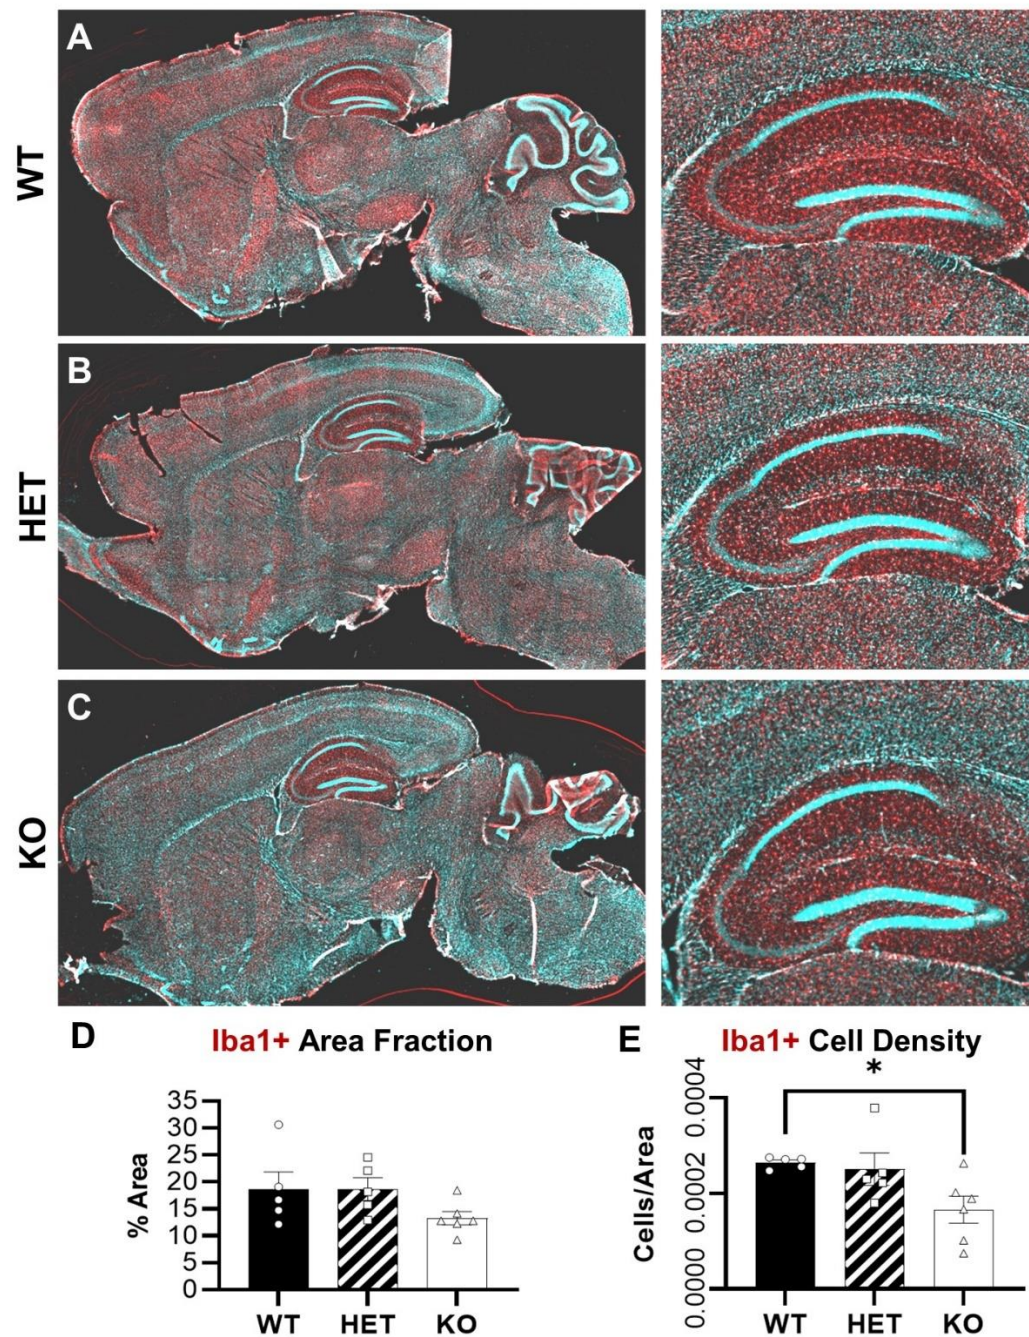 A
WT
B
HET
C
KO
D Iba1+ Area Fraction
% Area
35
30
25
20
15
10
5
0
WT HET KO
E Iba1+ Cell Density
*
Cells/Area
0.0004
0.0002
0.0000
WT HET KO